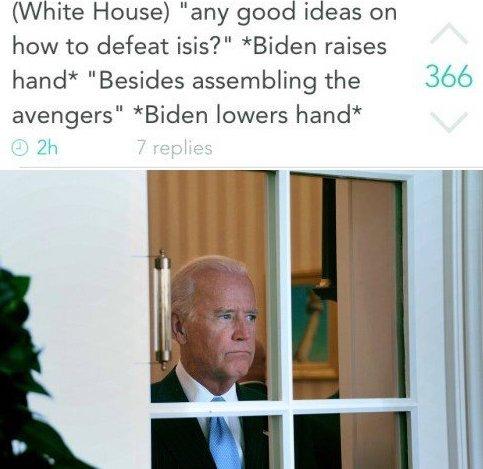 (White House) "any good ideas on
how to defeat isis?" *Biden raises
hand* "Besides assembling the
avengers" *Biden lowers hand*
366
2h 7 replies